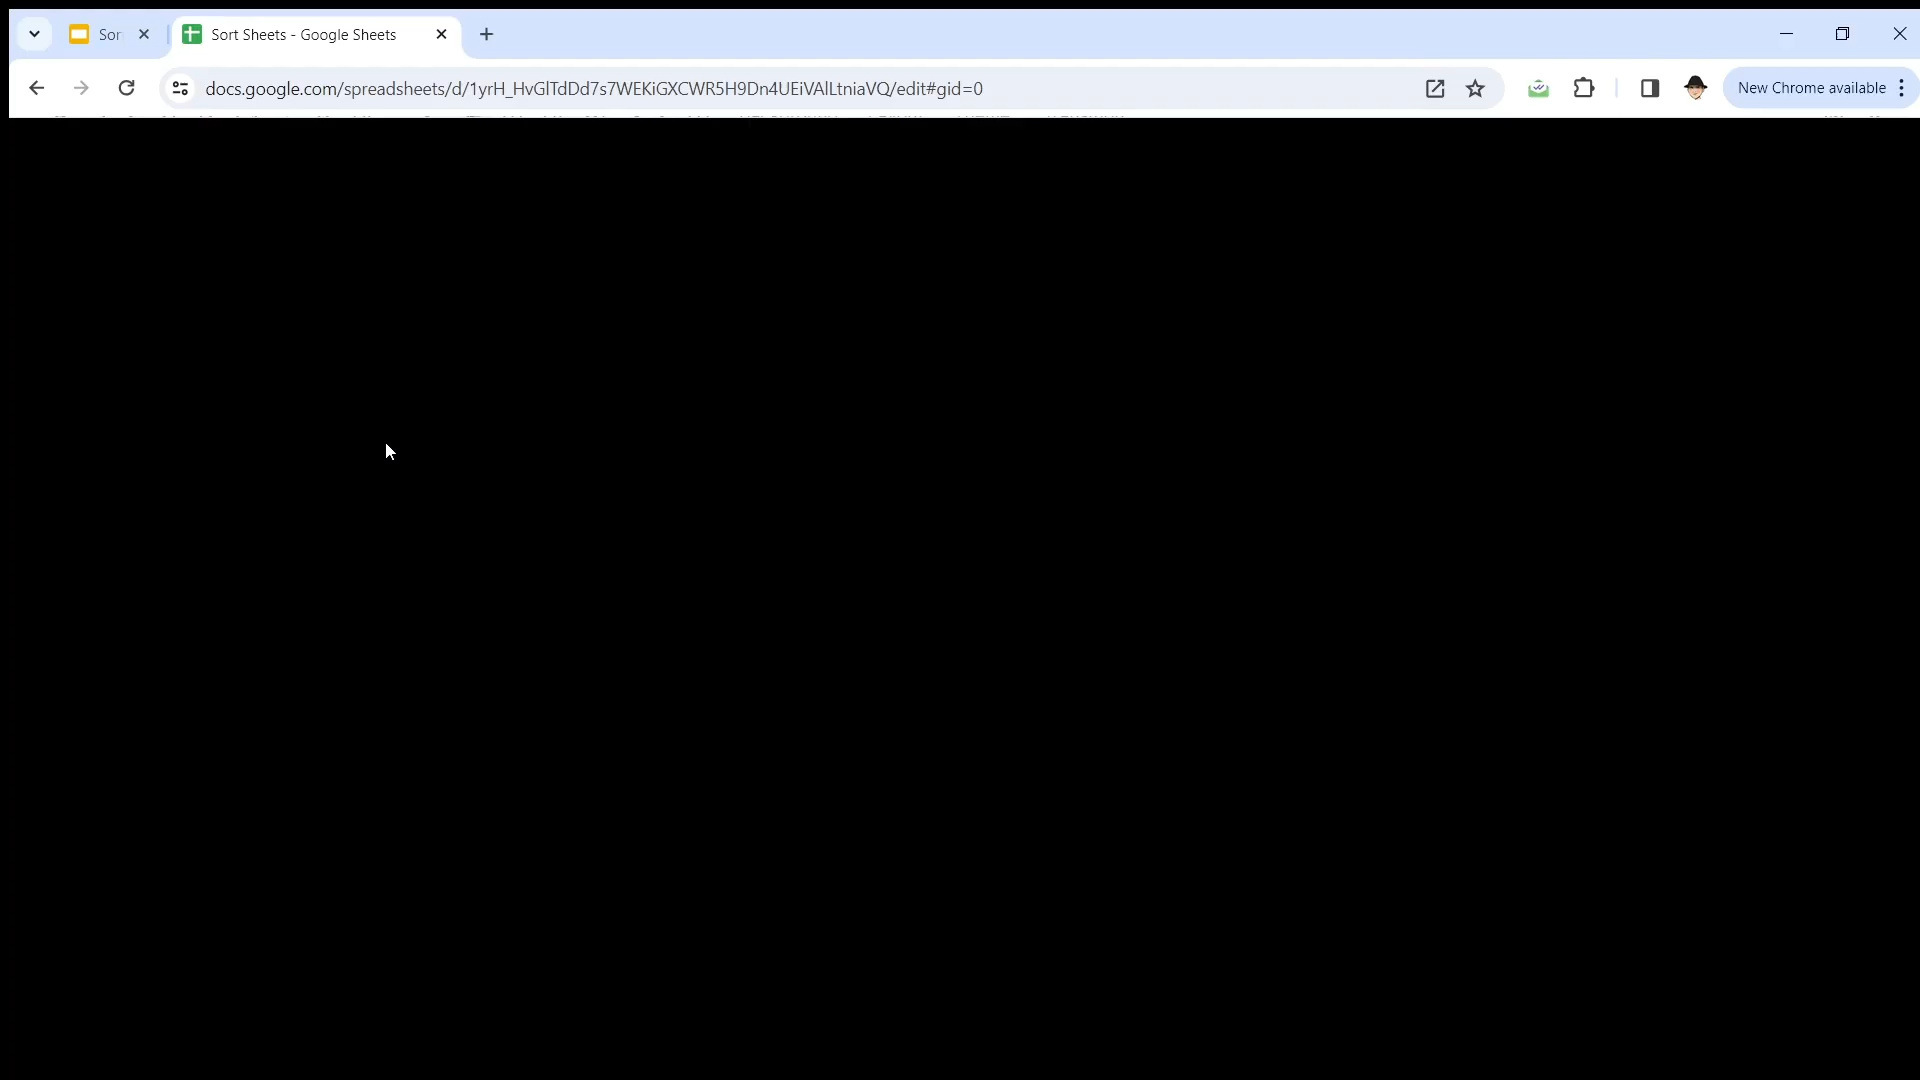 Sor
Sort Sheets - Google Sheets
docs.google.com/spreadsheets/d/1yrH_HvGlTdDd7s7WEKiGXCWR5H9Dn4UEiVAlLtniaVQ/edit#gid=0
New Chrome available